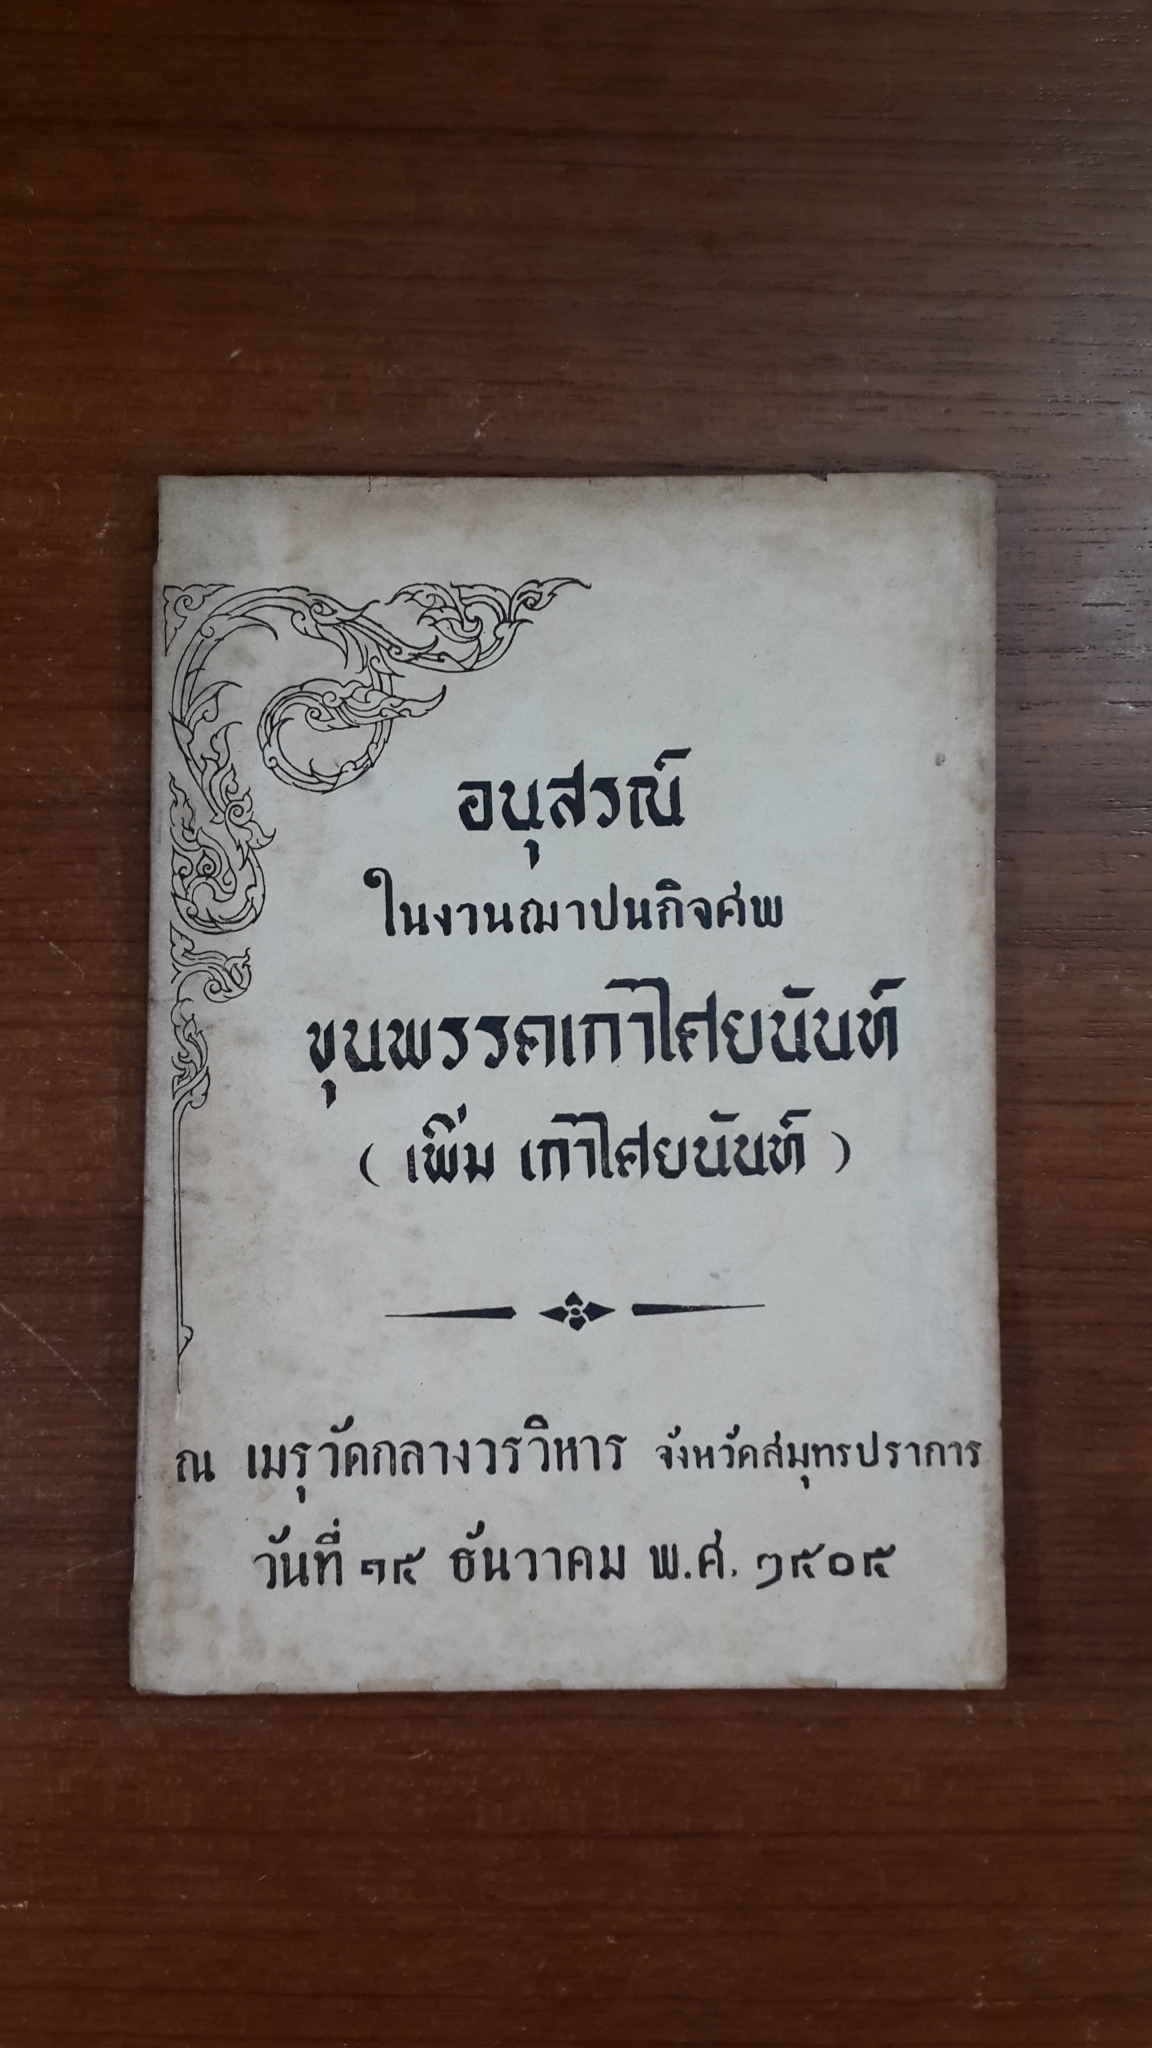 อนุสรณ์
ในงานฌาปนกิจศพ
ขุนพรรคเก้าไศยนันท์
( เพิ่ม เก้าไศยนันท์ )
ณ เมรุวัดกลางวรวิหาร จังหวัดสมุทรปราการ
วันที่ ๑๕ ธันวาคม พ.ศ. ๒๕๐๕